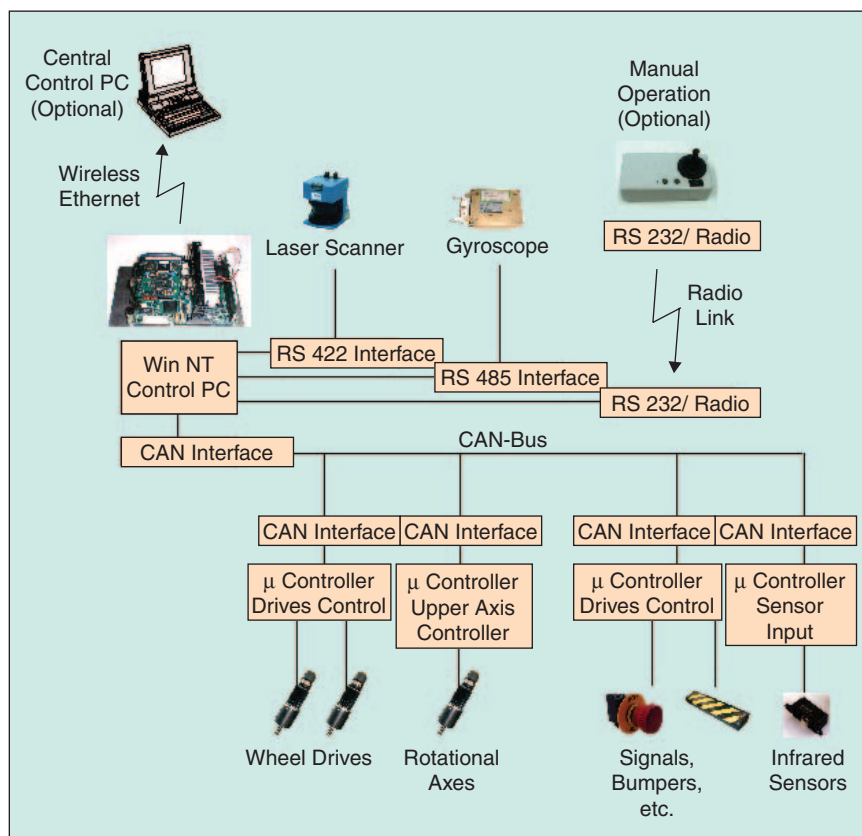 Central
Control PC
(Optional)
Manual
Operation
(Optional)
Wireless
Ethernet
Laser Scanner
Gyroscope
RS 232/ Radio
Radio
Link
Win NT
Control PC
RS 422 Interface
RS 485 Interface
RS 232/ Radio
CAN Interface
CAN-Bus
CAN Interface
CAN Interface
CAN Interface
CAN Interface
μ Controller
Drives Control
μ Controller
Upper Axis
Controller
μ Controller
Drives Control
μ Controller
Sensor
Input
Wheel Drives
Rotational
Axes
Signals,
Bumpers,
etc.
Infrared
Sensors